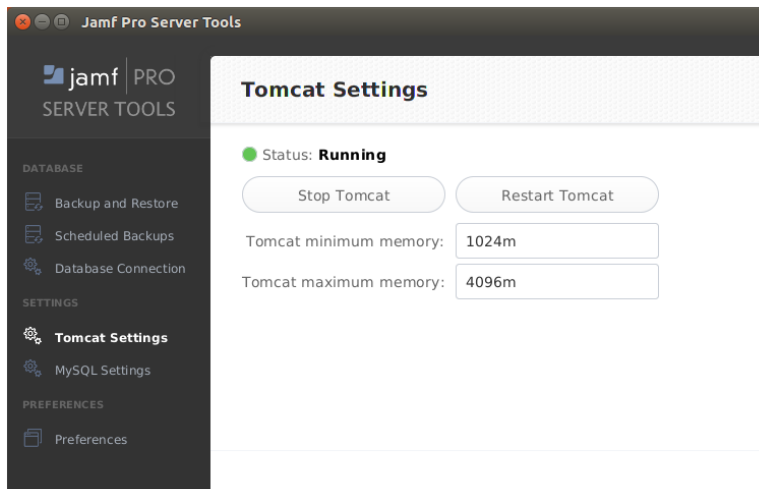 Jamf Pro Server Tools
jamf PRO
SERVER TOOLS
DATABASE
Backup and Restore
Scheduled Backups
Database Connection
SETTINGS
Tomcat Settings
MySQL Settings
PREFERENCES
Preferences
Tomcat Settings
Status: Running
Stop Tomcat Restart Tomcat
Tomcat minimum memory: 1024m
Tomcat maximum memory: 4096m